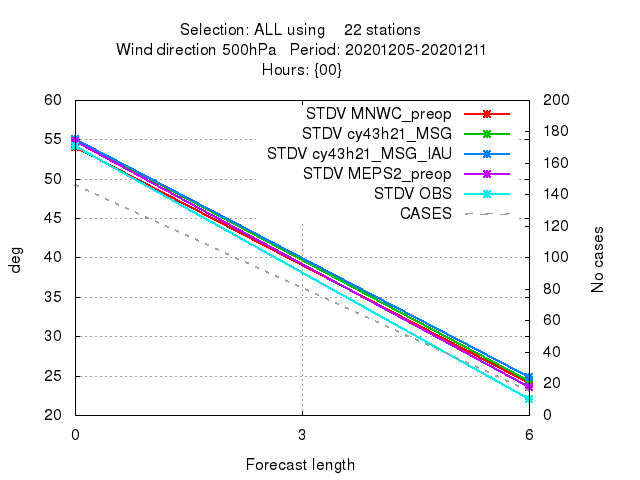 Selection: ALL using 22 stations
Wind direction 500hPa Period: 20201205-20201211
Hours: {00}
60
55
50
45
40
35
30
25
20
deg
200
180
160
140
120
100
80
60
40
20
0
No cases
STDV MNWC_preop
STDV cy43h21_MSG
STDV cy43h21_MSG_IAU
STDV MEPS2_preop
STDV OBS
CASES
0 3 6
Forecast length